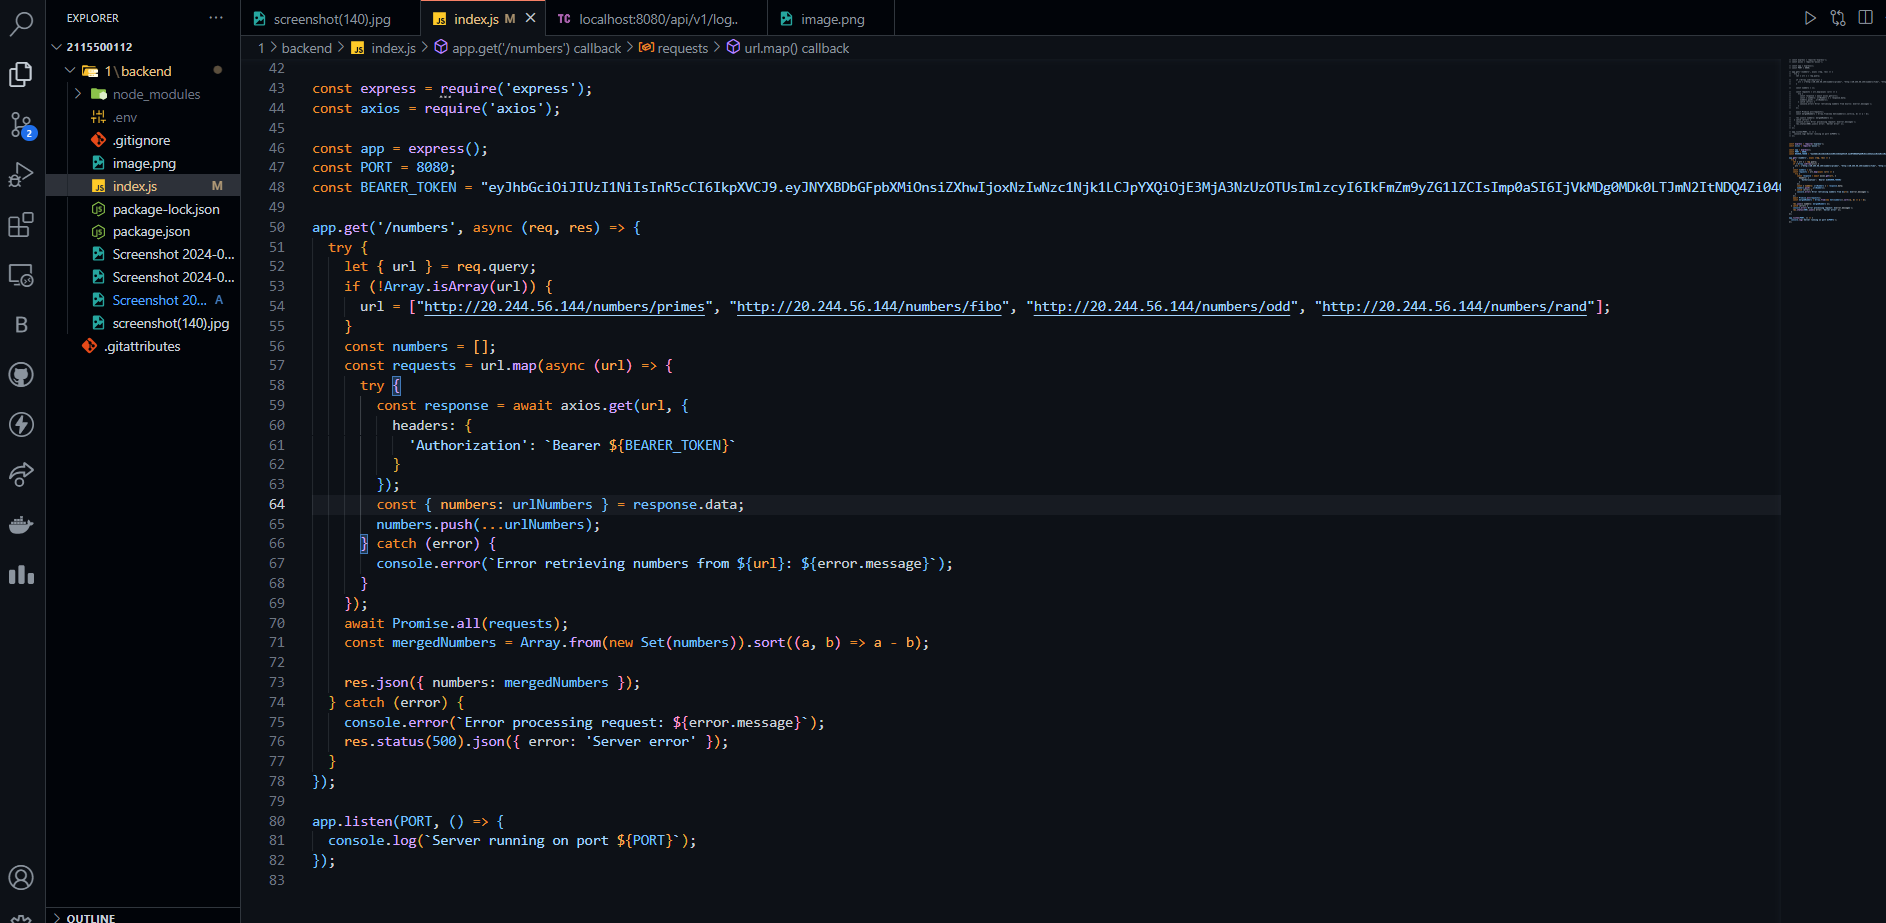 EXPLORER
2115500112
1 \ backend
node_modules
.env
.gitignore
image.png
index.js M
package-lock.json
package.json
Screenshot 2024-0...
Screenshot 2024-0...
Screenshot 20... A
screenshot(140).jpg
.gitattributes
OUTLINE
2
B
screenshot(140).jpg
JS index.js M
TC localhost:8080/api/v1/log..
image.png
1 > backend > JS index.js > app.get('/numbers') callback > requests > url.map() callback
42
43 const express = require('express');
44 const axios = require('axios');
45
46 const app = express();
47 const PORT = 8080;
48 const BEARER_TOKEN = "eyJhbGciOiJIUzI1NiIsInR5cCI6IkpXVCJ9.
49
50 app.get('/numbers', async (req, res) => {
51 try {
52 let { url } = req.query;
53 if (!Array.isArray(url)) {
54 url = ["http://20.244.56.144/numbers/primes", "http://20.244.56.144/numbers/fibo", "http://20.244.56.144/numbers/odd", "http://20.244.56.144/numbers/rand"];
55 }
56 const numbers = [];
57 const requests = url.map(async (url) => {
58 try {
59 const response = await axios.get(url, {
60 headers: {
61 'Authorization': `Bearer ${BEARER_TOKEN}`
62 }
63 });
64 const { numbers: urlNumbers } = response.data;
65 numbers.push(...urlNumbers);
66 } catch (error) {
67 console.error(`Error retrieving numbers from ${url}: ${error.message}`);
68 }
69 });
70 await Promise.all(requests);
71 const mergedNumbers = Array.from(new Set(numbers)).sort((a, b) => a - b);
72
73 res.json({ numbers: mergedNumbers });
74 } catch (error) {
75 console.error(`Error processing request: ${error.message}`);
76 res.status(500).json({ error: 'Server error' });
77 }
78 });
79
80 app.listen(PORT, () => {
81 console.log(`Server running on port ${PORT}`);
82 });
83